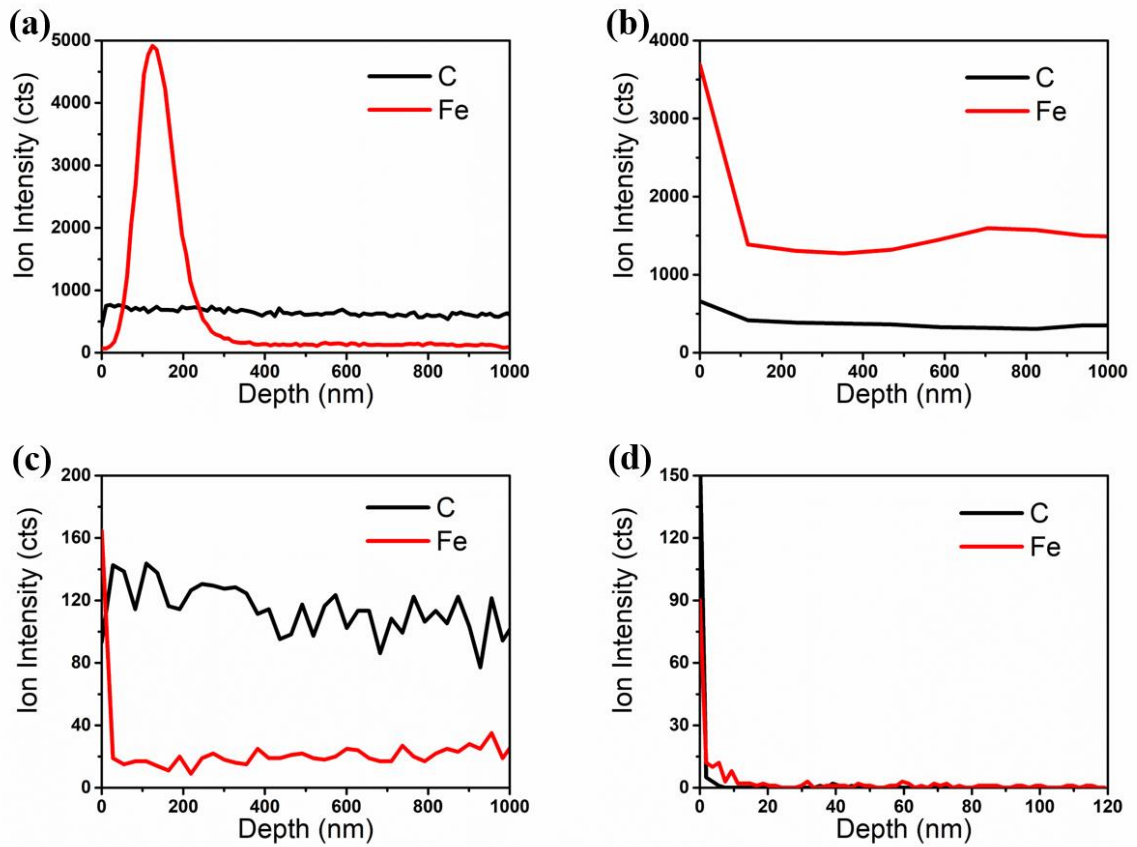 (a)
Ion Intensity (cts)
5000
4000
3000
2000
1000
0
C
Fe
0 200 400 600 800 1000
Depth (nm)
(b)
Ion Intensity (cts)
4000
3000
2000
1000
0
C
Fe
0 200 400 600 800 1000
Depth (nm)
(c)
Ion Intensity (cts)
200
160
120
80
40
0
C
Fe
0 200 400 600 800 1000
Depth (nm)
(d)
Ion Intensity (cts)
150
120
90
60
30
0
C
Fe
0 20 40 60 80 100 120
Depth (nm)